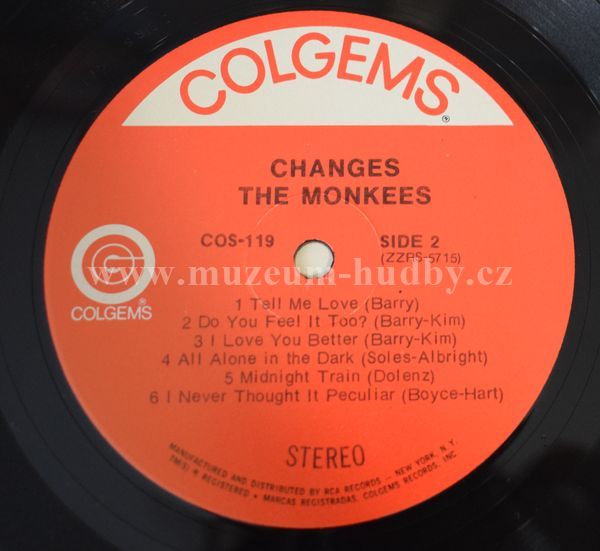 COLGEMS®
CHANGES
THE MONKEES
COS-119
SIDE 2
(ZZRS-5715)
www.muzeum-hudby.cz
COLGEMS®
1 Tell Me Love (Barry)
2 Do You Feel It Too? (Barry-Kim)
3 I Love You Better (Barry-Kim)
4 All Alone in the Dark (Soles-Albright)
5 Midnight Train (Dolenz)
6 I Never Thought It Peculiar (Boyce-Hart)
STEREO
MANUFACTURED AND DISTRIBUTED BY RCA RECORDS - NEW YORK, N.Y.
TM(S) ® REGISTERED • MARCAS REGISTRADAS, COLGEMS RECORDS, INC.